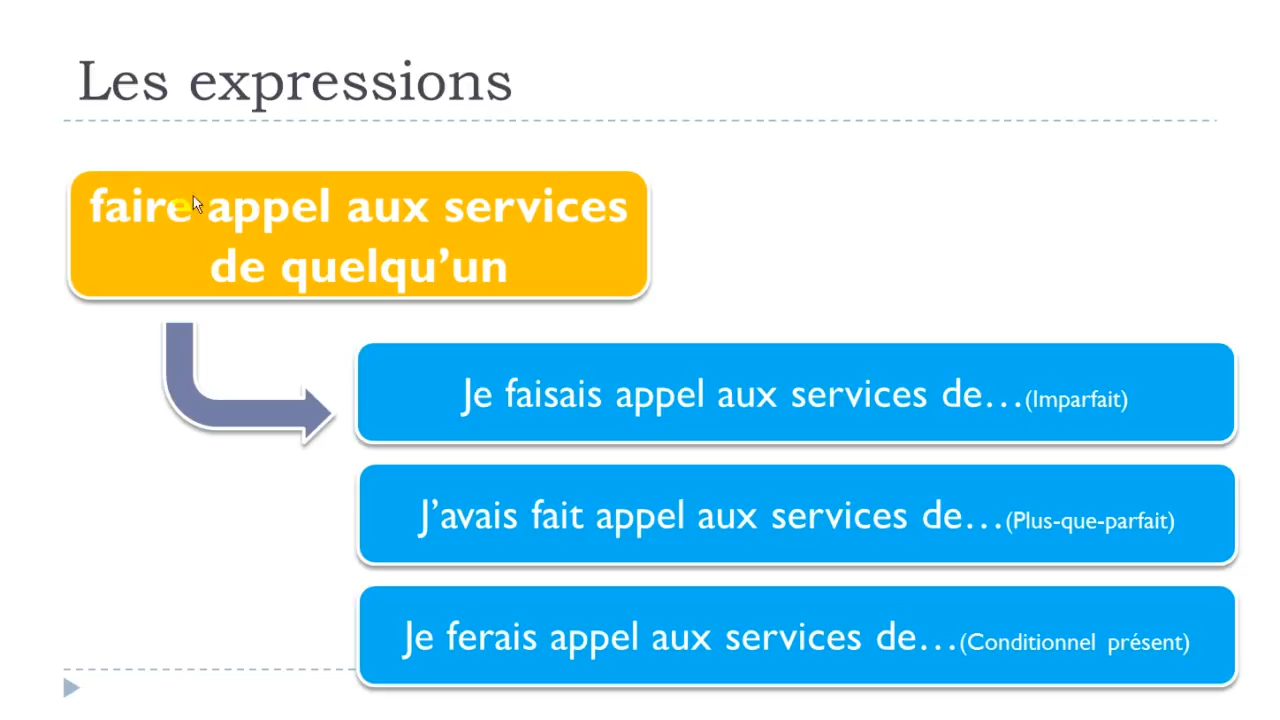 Les expressions
faire appel aux services
de quelqu’un
Je faisais appel aux services de…(Imparfait)
J’avais fait appel aux services de…(Plus-que-parfait)
Je ferais appel aux services de…(Conditionnel présent)